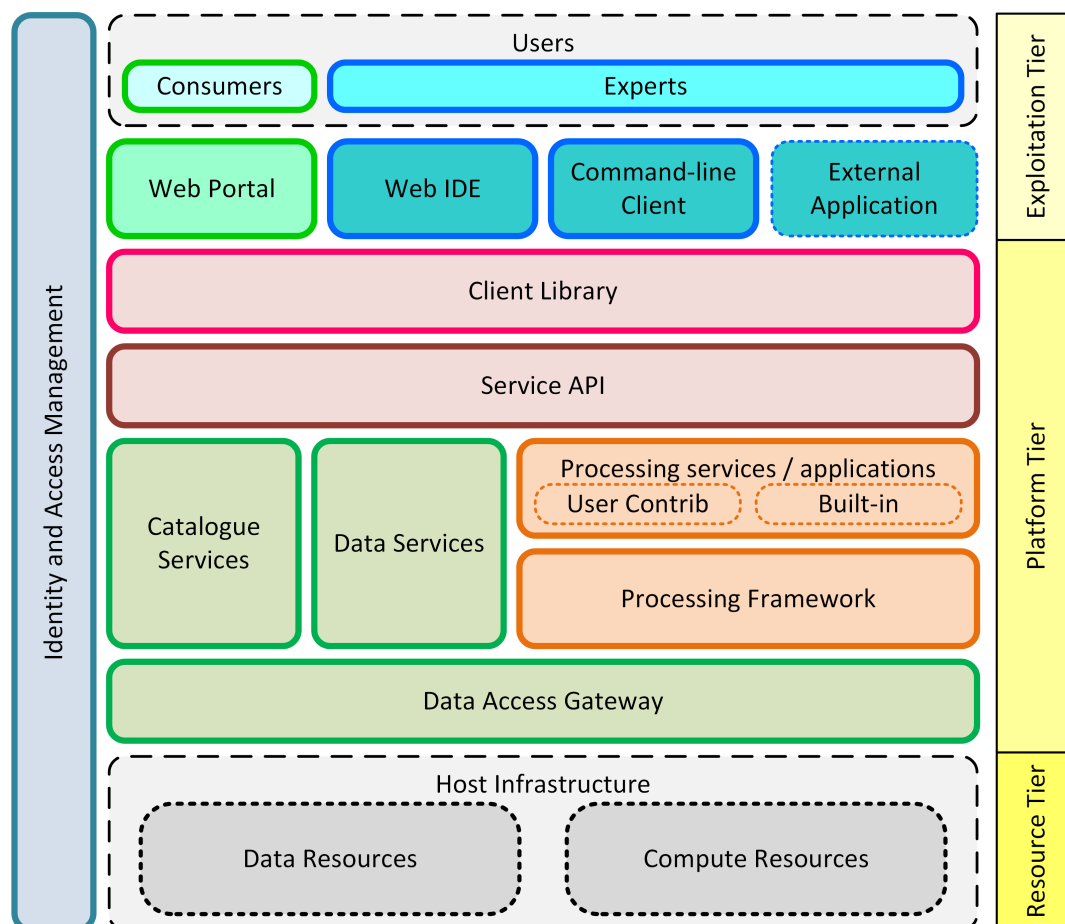 Identity and Access Management
Users
Consumers
Experts
Web Portal
Web IDE
Command-line
Client
External
Application
Client Library
Service API
Catalogue
Services
Data Services
Processing services / applications
User Contrib
Built-in
Processing Framework
Data Access Gateway
Host Infrastructure
Data Resources
Compute Resources
Exploitation Tier
Platform Tier
Resource Tier